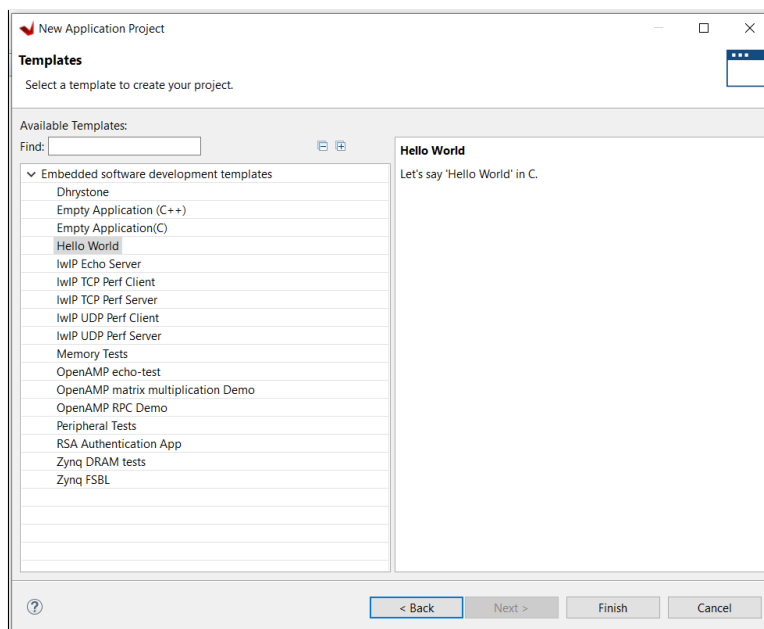 New Application Project
Templates
Select a template to create your project.
Available Templates:
Find:
Embedded software development templates
Dhrystone
Empty Application (C++)
Empty Application(C)
Hello World
lwIP Echo Server
lwIP TCP Perf Client
lwIP TCP Perf Server
lwIP UDP Perf Client
lwIP UDP Perf Server
Memory Tests
OpenAMP echo-test
OpenAMP matrix multiplication Demo
OpenAMP RPC Demo
Peripheral Tests
RSA Authentication App
Zynq DRAM tests
Zynq FSBL
Hello World
Let's say 'Hello World' in C.
? < Back Next > Finish Cancel